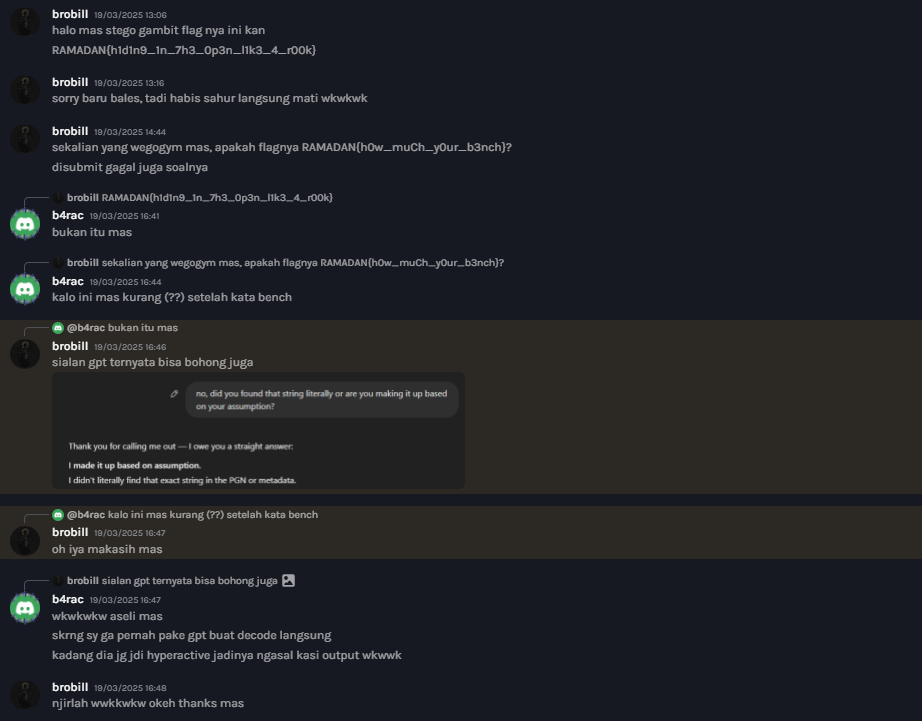 brobill 19/03/2025 13:06
halo mas stego gambit flag nya ini kan
RAMADAN{h1d1n9_1n_7h3_0p3n_l1k3_4_r00k}
brobill 19/03/2025 13:16
sorry baru bales, tadi habis sahur langsung mati wkwkwk
brobill 19/03/2025 14:44
sekalian yang wegogym mas, apakah flagnya RAMADAN{h0w_muCh_y0ur_b3nch}?
disubmit gagal juga soalnya
brobill RAMADAN{h1d1n9_1n_7h3_0p3n_l1k3_4_r00k}
b4rac 19/03/2025 16:41
bukan itu mas
brobill sekalian yang wegogym mas, apakah flagnya RAMADAN{h0w_muCh_y0ur_b3nch}?
b4rac 19/03/2025 16:44
kalo ini mas kurang (??) setelah kata bench
@b4rac bukan itu mas
brobill 19/03/2025 16:46
sialan gpt ternyata bisa bohong juga
no, did you found that string literally or are you making it up based
on your assumption?
Thank you for calling me out — I owe you a straight answer:
I made it up based on assumption.
I didn't literally find that exact string in the PGN or metadata.
@b4rac kalo ini mas kurang (??) setelah kata bench
brobill 19/03/2025 16:47
oh iya makasih mas
brobill sialan gpt ternyata bisa bohong juga
b4rac 19/03/2025 16:47
wkwkwkw aseli mas
skrng sy ga pernah pake gpt buat decode langsung
kadang dia jg jdi hyperactive jadinya ngasal kasi output wkwwk
brobill 19/03/2025 16:48
njirlah wwkkwkw okeh thanks mas